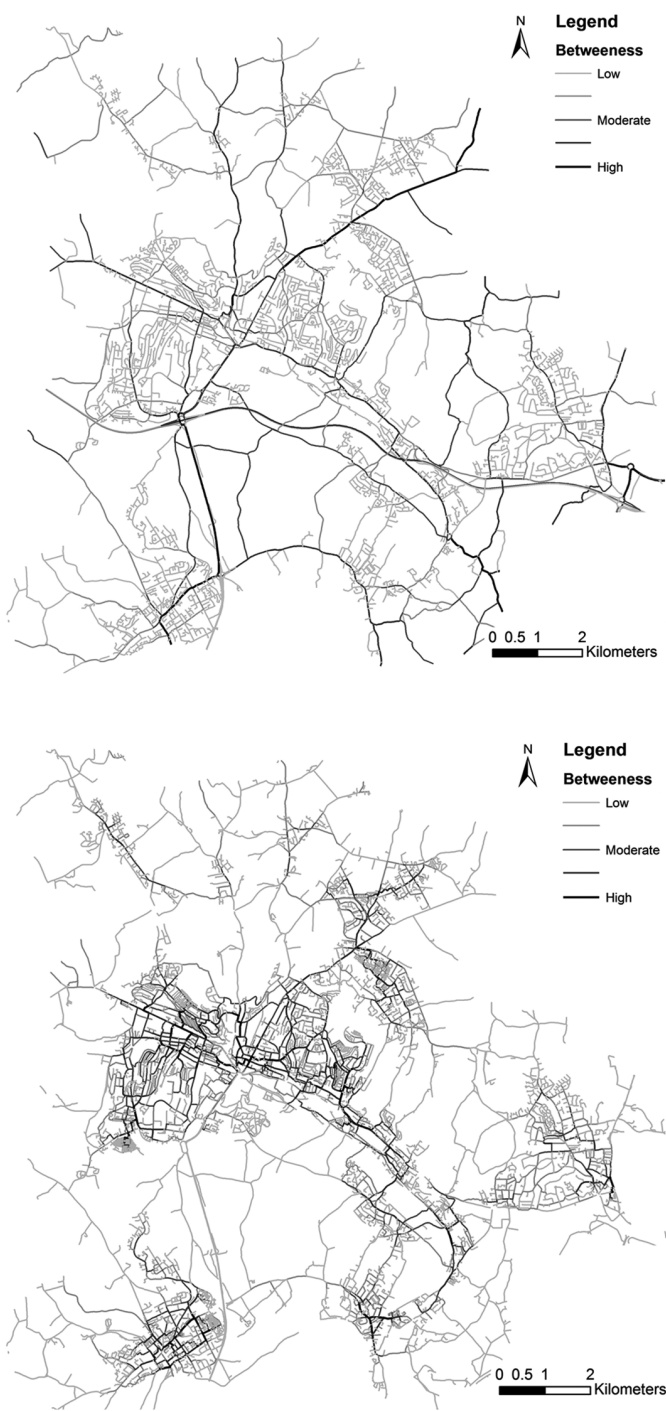 N
Legend
Betweeness
Low
Moderate
High
0 0.5 1 2
Kilometers
N
Legend
Betweeness
Low
Moderate
High
0 0.5 1 2
Kilometers